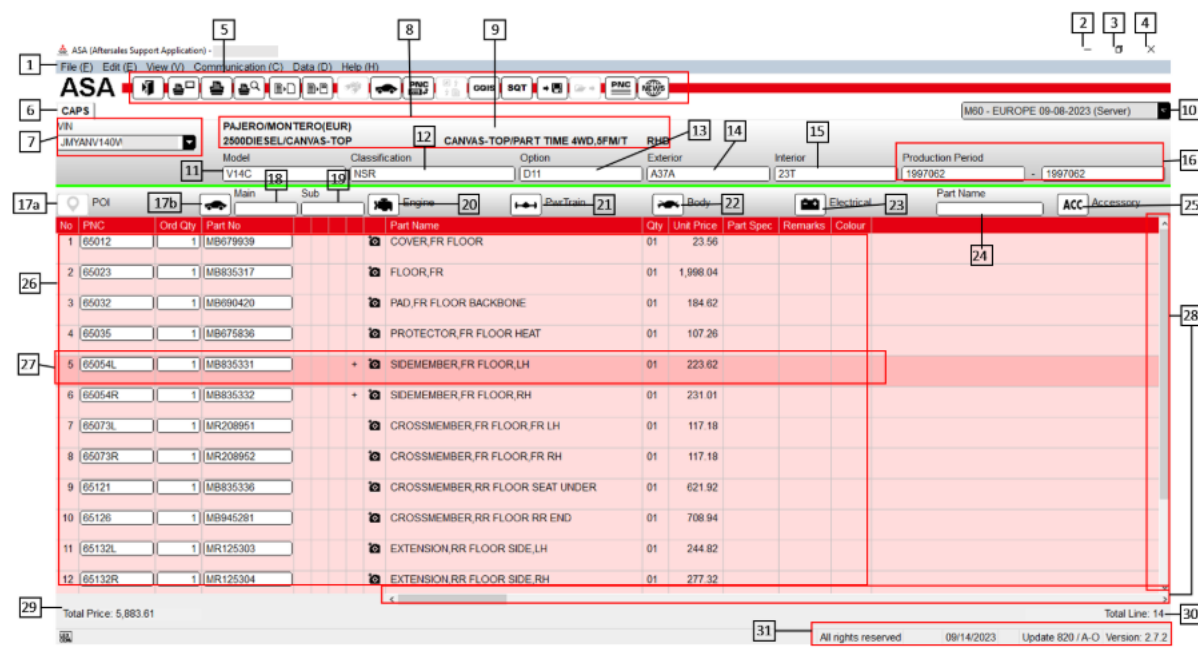 5 8 9 2 3 4
ASA (Aftersales Support Application) -
1 File (F) Edit (E) View (V) Communication (C) Data (D) Help (H)
ASA PNC GQIS SQT PNC NEWS
6 CAPS M60 - EUROPE 09-08-2023 (Server) < 10
VIN PAJERO/MONTERO(EUR)
7 JMYANV140V 2500DIESEL/CANVAS-TOP CANVAS-TOP/PART TIME 4WD,5FM/T RHD
12 13 14 15
Model Classification Option Exterior Interior Production Period 16
11 V14C NSR D11 A37A 23T 1997062 - 1997062
18 19
17a POI 17b Main Sub Engine 20 PwrTrain 21 Body 22 Electrical 23 Part Name ACC Accessory 25
No PNC Ord Qty Part No Part Name Qty Unit Price Part Spec Remarks Colour
24
1 65012 1 MB679939 COVER,FR FLOOR 01 23.56
2 65023 1 MB835317 FLOOR,FR 01 1,998.04
26
3 65032 1 MB690420 PAD,FR FLOOR BACKBONE 01 184.62
28
4 65035 1 MB675836 PROTECTOR,FR FLOOR HEAT 01 107.26
27 5 65054L 1 MB835331 + SIDEMEMBER,FR FLOOR,LH 01 223.62
6 65054R 1 MB835332 + SIDEMEMBER,FR FLOOR,RH 01 231.01
7 65073L 1 MR208951 CROSSMEMBER,FR FLOOR,FR LH 01 117.18
8 65073R 1 MR208952 CROSSMEMBER,FR FLOOR,FR RH 01 117.18
9 65121 1 MB835336 CROSSMEMBER,RR FLOOR SEAT UNDER 01 621.92
10 65126 1 MB945281 CROSSMEMBER,RR FLOOR RR END 01 708.94
11 65132L 1 MR125303 EXTENSION,RR FLOOR SIDE,LH 01 244.82
12 65132R 1 MR125304 EXTENSION,RR FLOOR SIDE,RH 01 277.32
29 Total Price: 5,883.61 Total Line: 14 30
31 All rights reserved 09/14/2023 Update 820 / A-O Version: 2.7.2